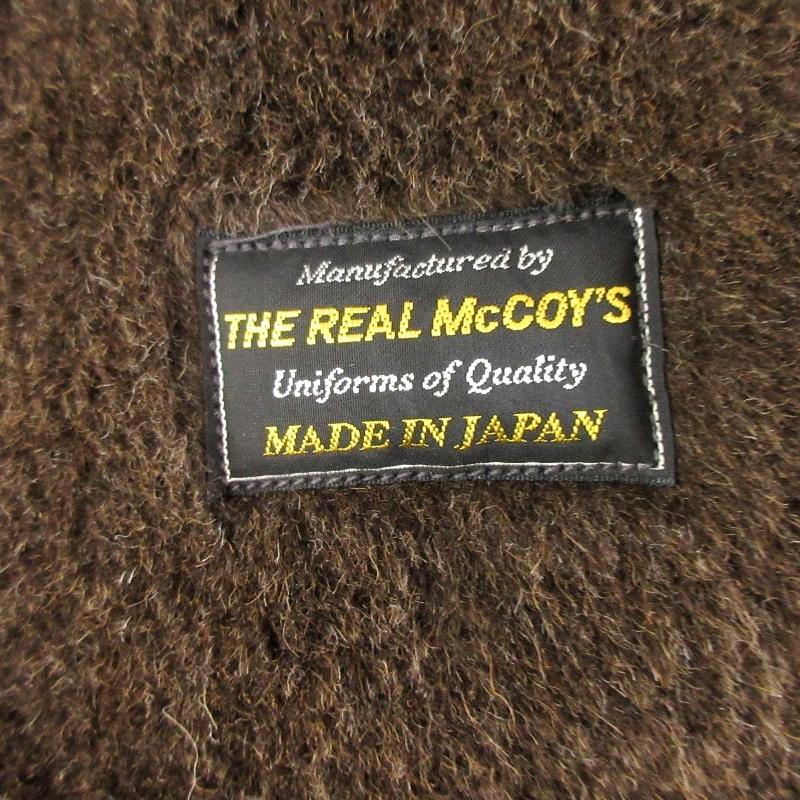 Manufactured by
THE REAL McCOY'S
Uniforms of Quality
MADE IN JAPAN